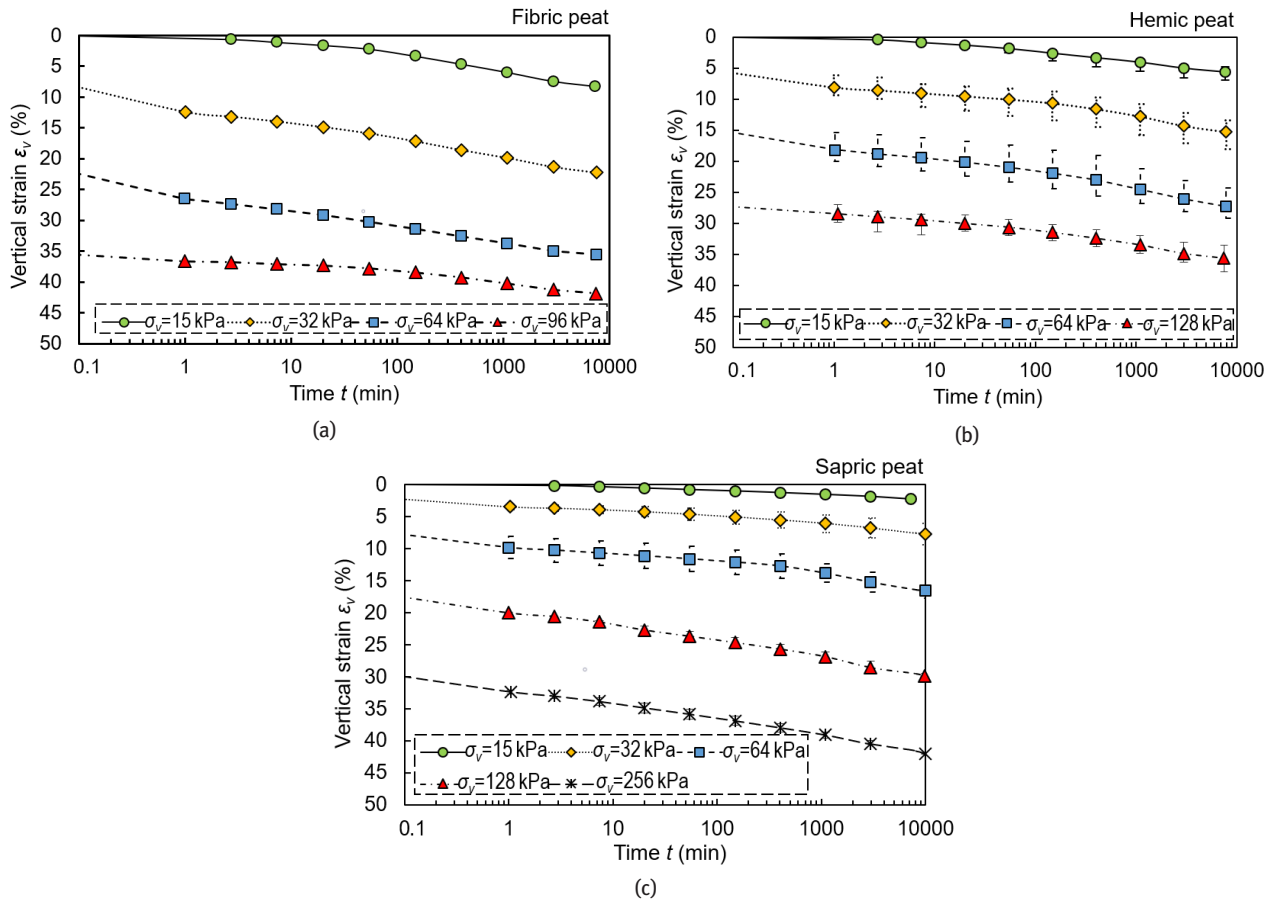 Fibric peat
Vertical strain εv (%)
0
5
10
15
20
25
30
35
40
45
50
σv=15 kPa σv=32 kPa σv=64 kPa σv=96 kPa
0.1 1 10 100 1000 10000
Time t (min)
(a)
Hemic peat
Vertical strain εv (%)
0
5
10
15
20
25
30
35
40
45
50
σv=15 kPa σv=32 kPa σv=64 kPa σv=128 kPa
0.1 1 10 100 1000 10000
Time t (min)
(b)
Sapric peat
Vertical strain εv (%)
0
5
10
15
20
25
30
35
40
45
50
σv=15 kPa σv=32 kPa σv=64 kPa
σv=128 kPa σv=256 kPa
0.1 1 10 100 1000 10000
Time t (min)
(c)